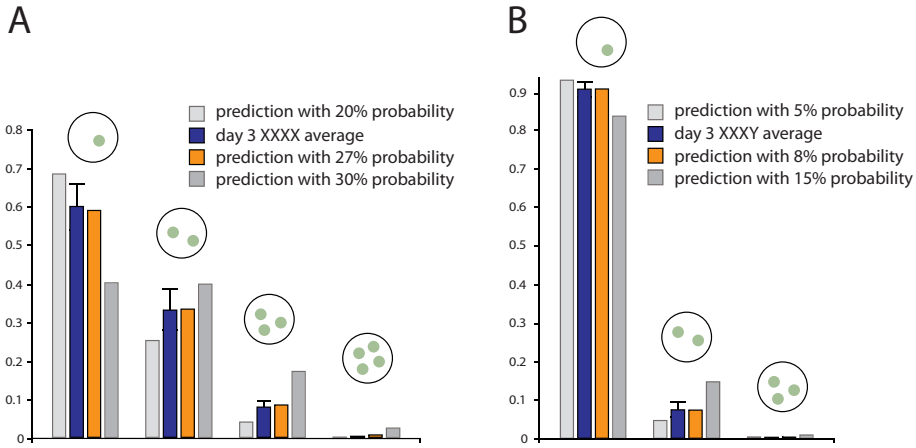 A
prediction with 20% probability
day 3 XXXX average
prediction with 27% probability
prediction with 30% probability
0.8
0.7
0.6
0.5
0.4
0.3
0.2
0.1
0
B
prediction with 5% probability
day 3 XXXY average
prediction with 8% probability
prediction with 15% probability
0.9
0.8
0.7
0.6
0.5
0.4
0.3
0.2
0.1
0